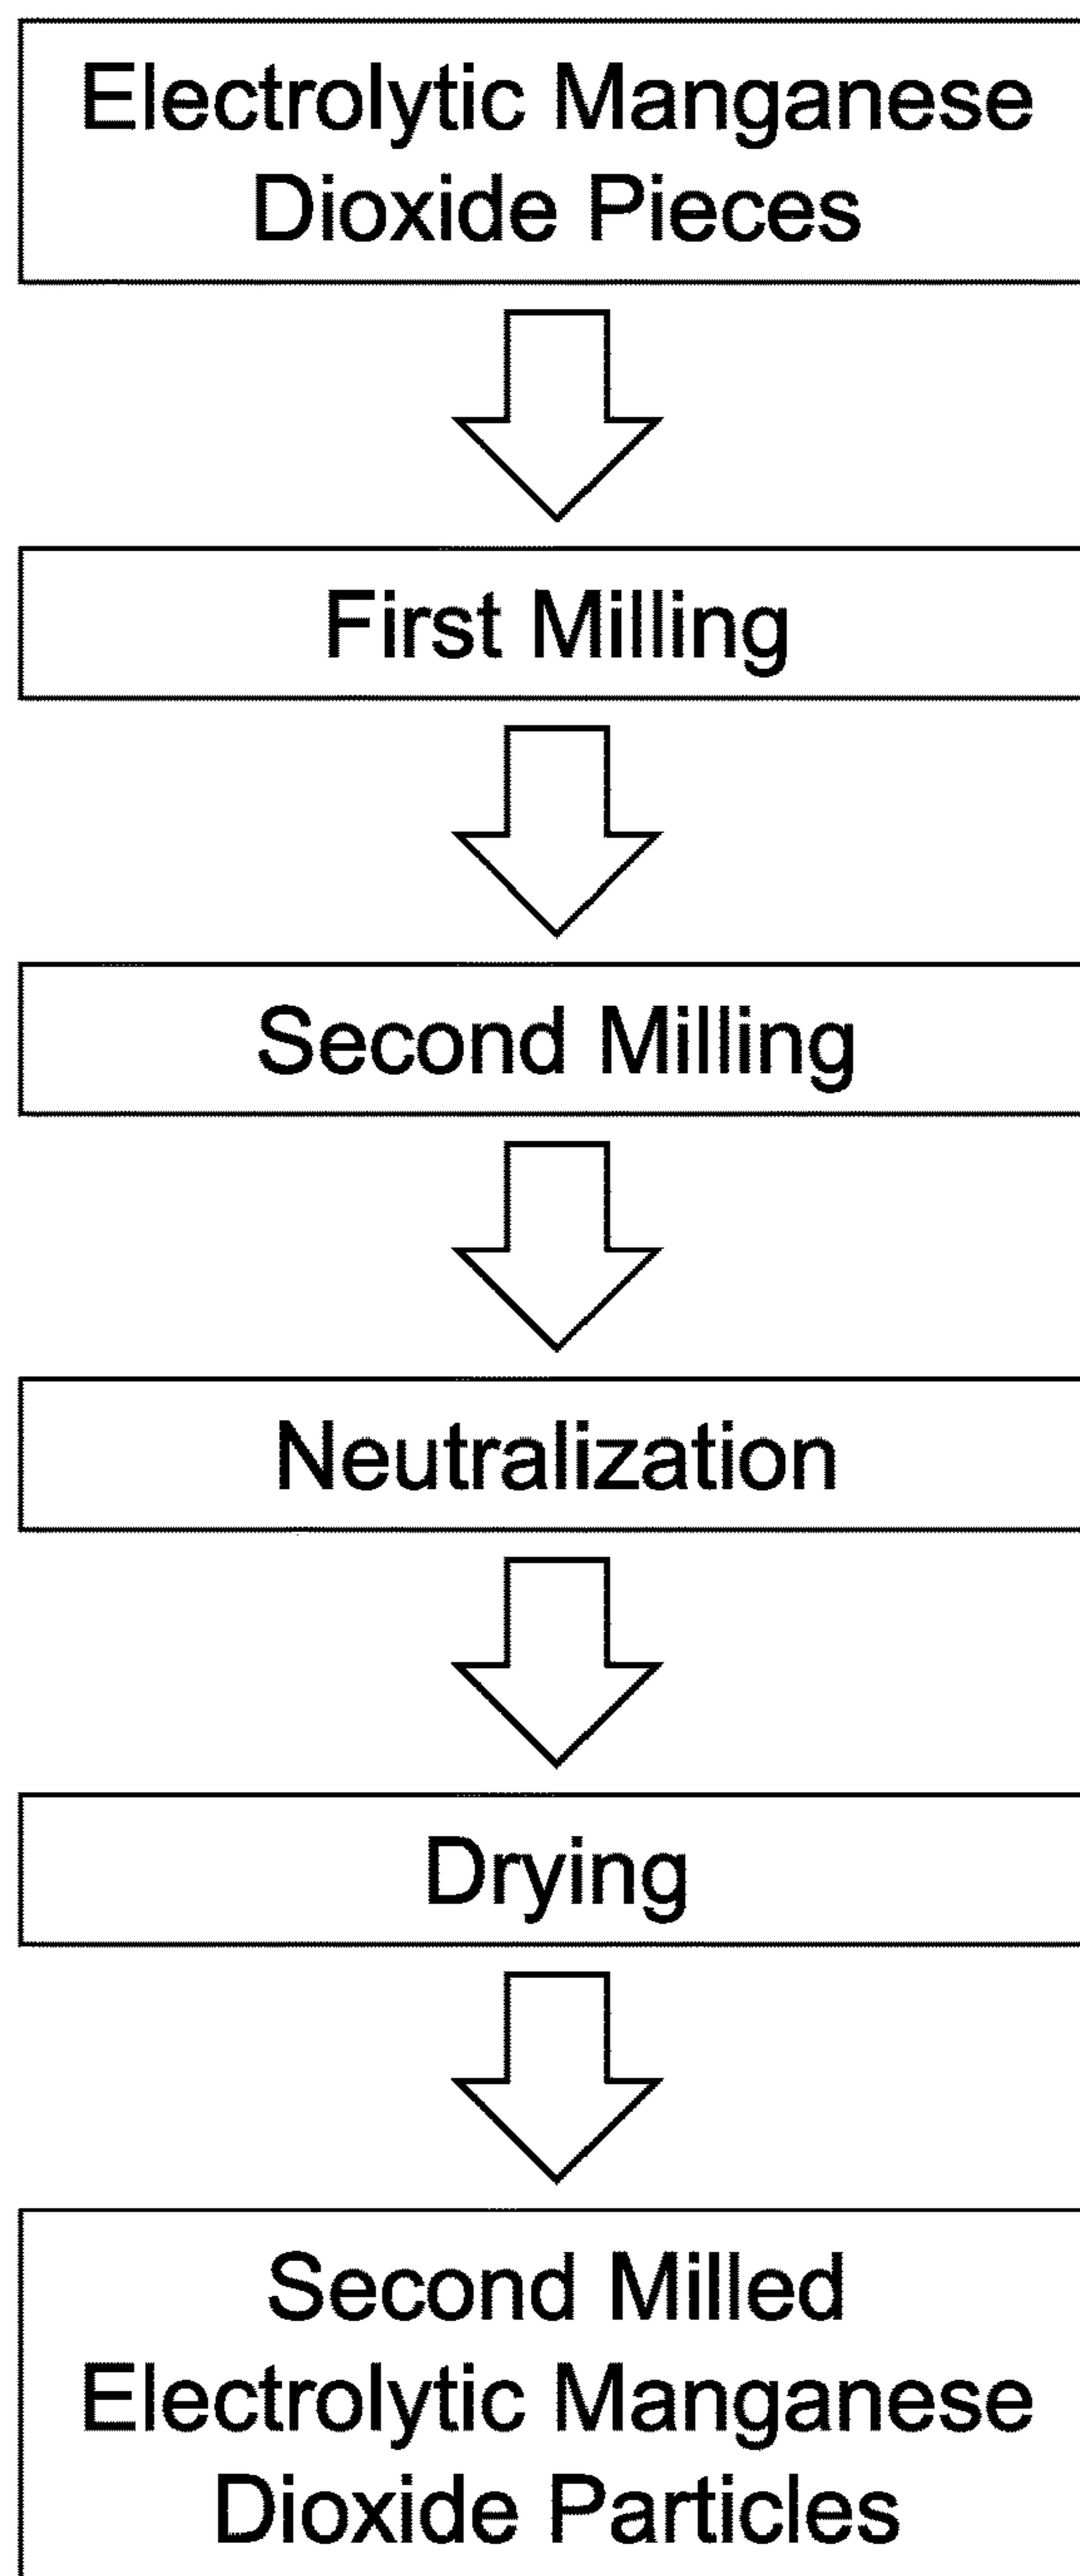 Electrolytic Manganese
Dioxide Pieces
First Milling
Second Milling
Neutralization
Drying
Second Milled
Electrolytic Manganese
Dioxide Particles